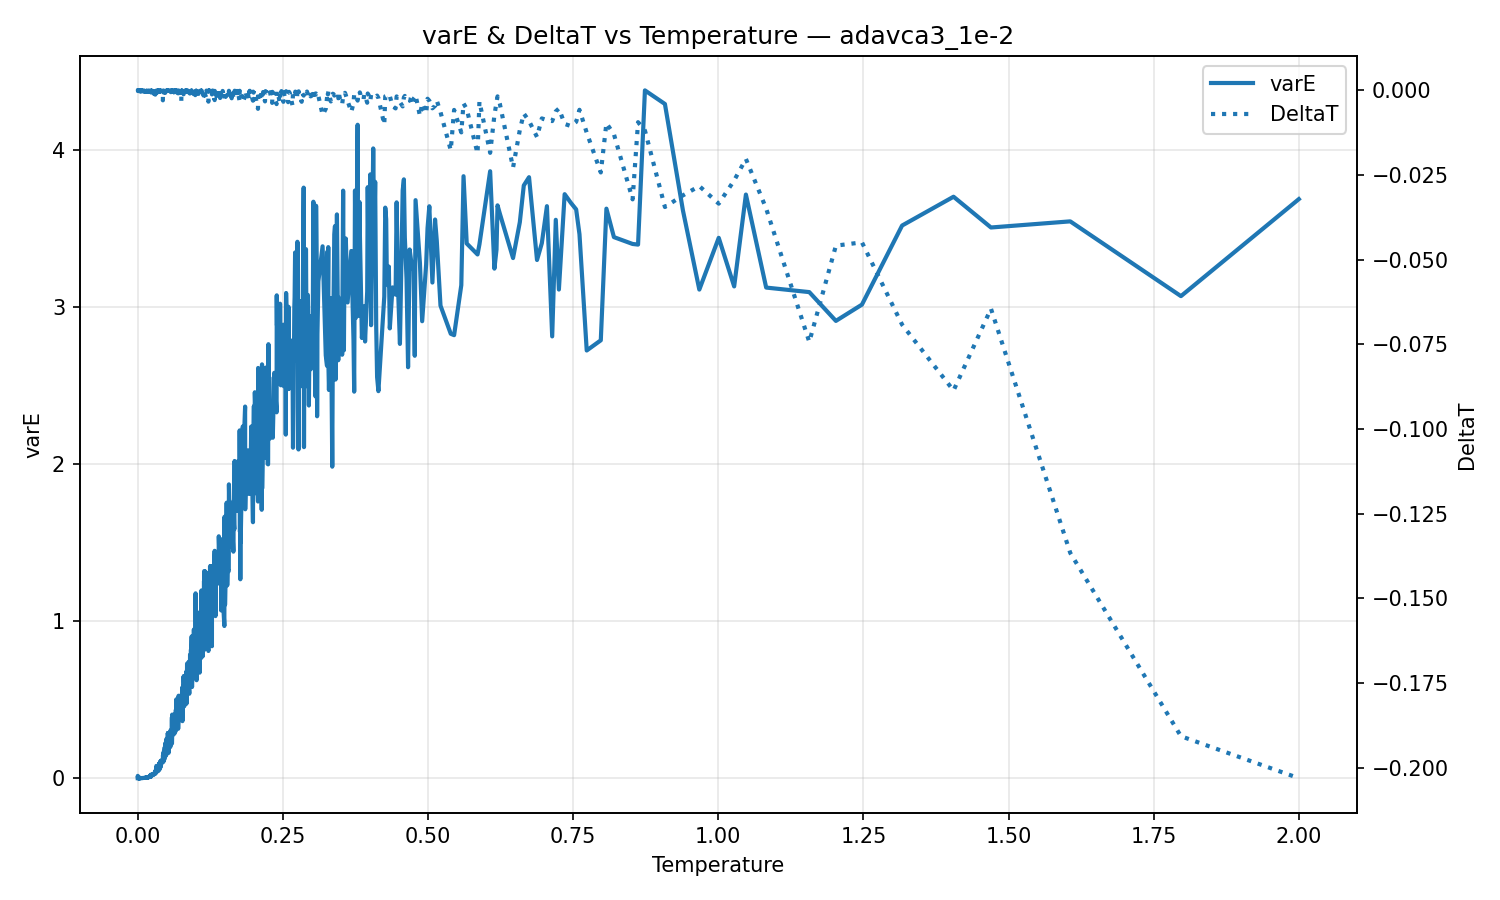 varE & DeltaT vs Temperature — adavca3_1e-2
varE
DeltaT
4
3
2
1
0
varE
0.000
−0.025
−0.050
−0.075
−0.100
−0.125
−0.150
−0.175
−0.200
DeltaT
0.00 0.25 0.50 0.75 1.00 1.25 1.50 1.75 2.00
Temperature